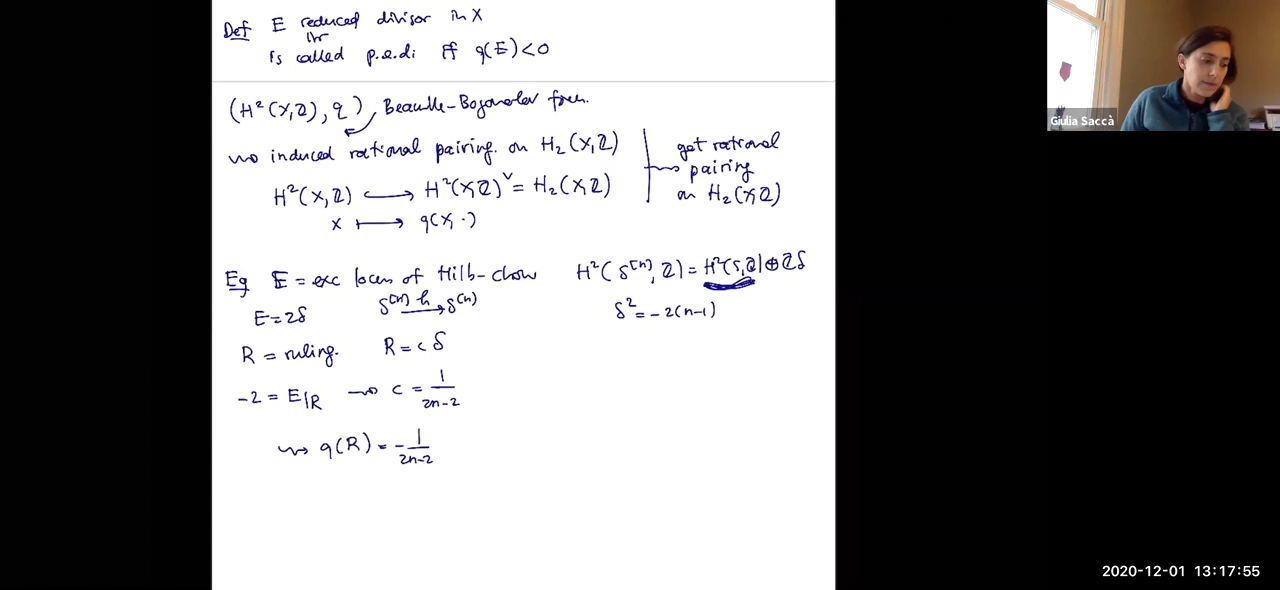 Def E reduced divisor in X
irr
is called p.e.di if q(E)<0
(H²(X,Z), q), Beauville-Bogomolov form.
⇝ induced rational pairing on H₂(X,Z)
H²(X,Z) ↪ H²(X,Z)^∨ = H₂(X,Z)
x ⟼ q(x,·)
get rational
pairing
on H₂(X,Z)
Eg E = exc locus of Hilb-Chow
S^[n] h→ S^(n)
E=2δ
R = ruling. R = c δ
-2 = E|R ⇝ c = 1/(2n-2)
⇝ q(R) = -1/(2n-2)
H²(S^[n], Z) = H²(S,Z) ⊕ Zδ
δ² = -2(n-1)
Giulia Saccà
2020-12-01 13:17:55